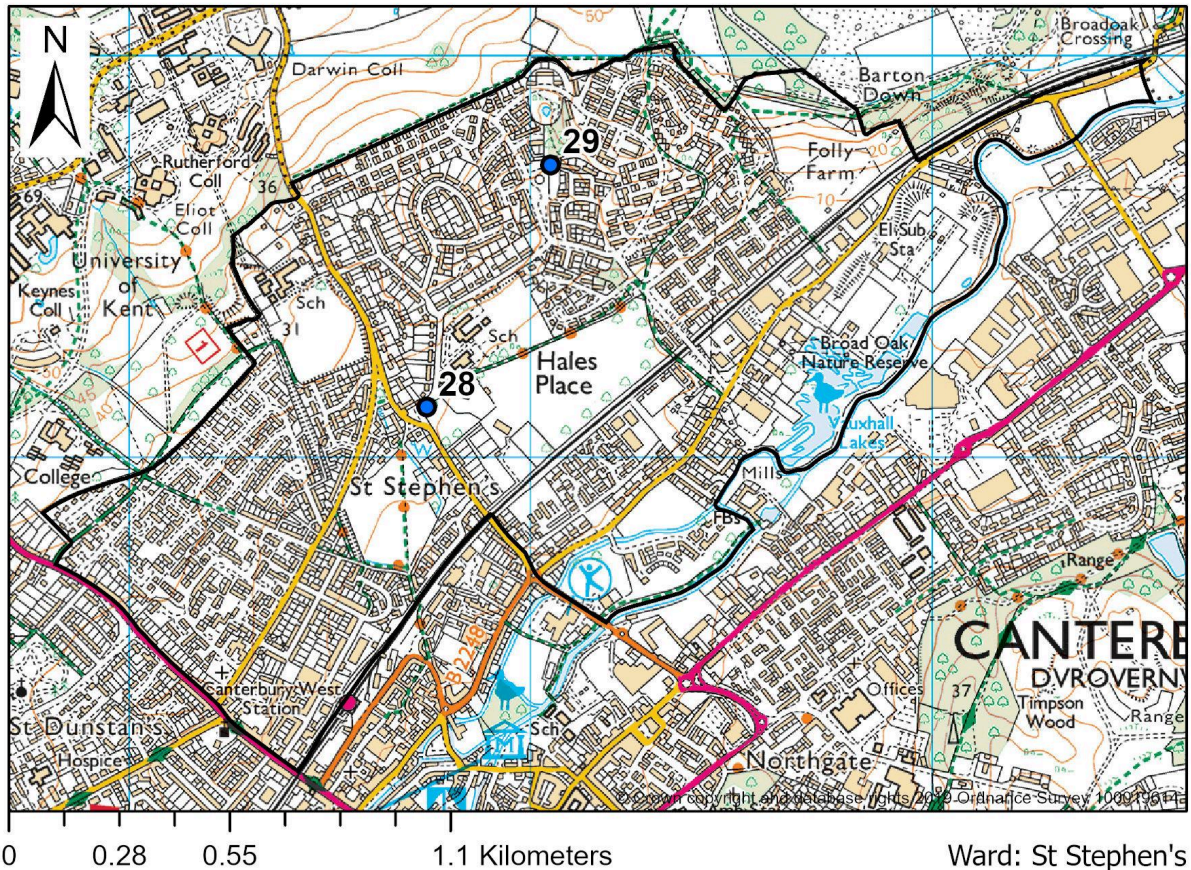 N
50
Broadoak
Crossing
Darwin Coll
Barton
Down
29
Rutherford
Coll
36
Folly
Farm
20
10
69
Eliot
Coll
University
of
Kent
El Sub
Sta
Keynes
Coll
Sch
31
1
Sch
Hales
Place
Broad Oak
Nature Reserve
50
45
40
28
Vauxhall
Lakes
W
College
St Stephen's
Mills
FBs
Range
B2248
CANTERB
DVROVERNV
Canterbury West
Station
Offices
37
Timpson
Wood
St Dunstan's
Sch
Range
Hospice
M
Northgate
© Crown copyright and database rights 2019 Ordnance Survey
0
0.28
0.55
1.1 Kilometers
Ward: St Stephen's